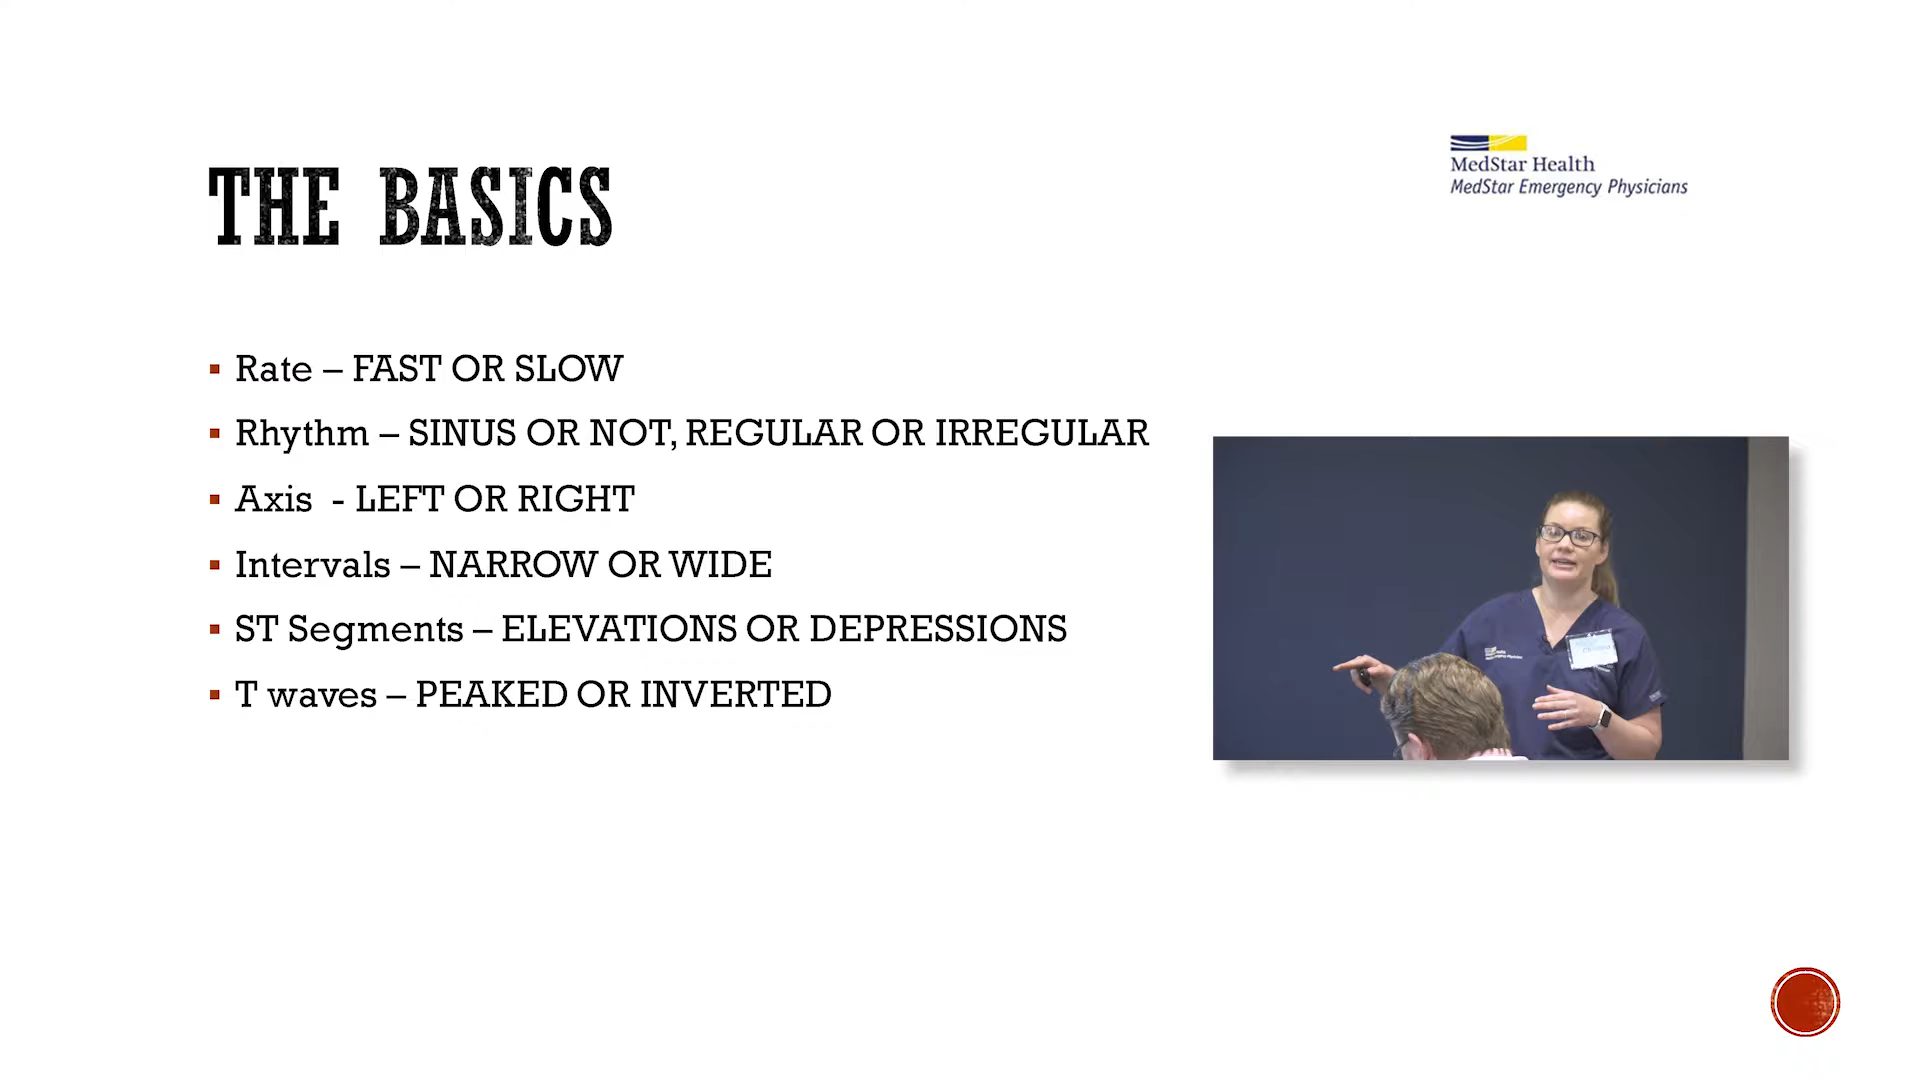 THE BASICS
MedStar Health
MedStar Emergency Physicians
Rate – FAST OR SLOW
Rhythm – SINUS OR NOT, REGULAR OR IRREGULAR
Axis - LEFT OR RIGHT
Intervals – NARROW OR WIDE
ST Segments – ELEVATIONS OR DEPRESSIONS
T waves – PEAKED OR INVERTED